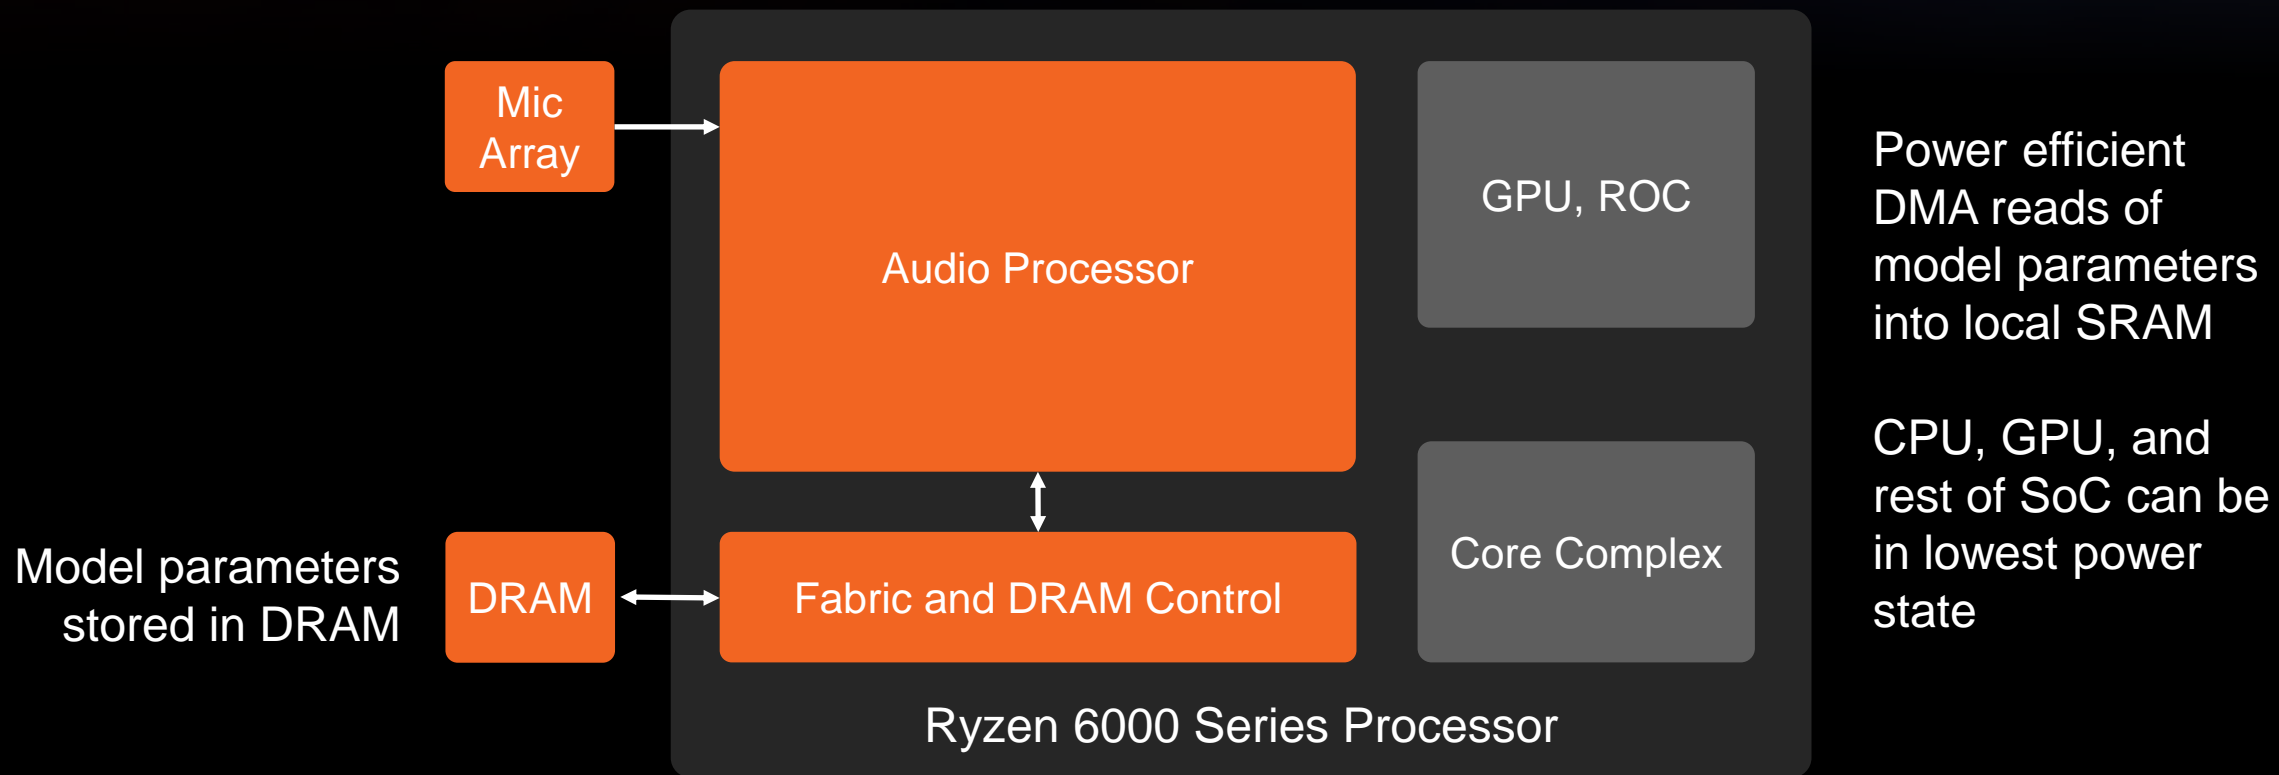 Mic
Array
Audio Processor
GPU, ROC
Power efficient
DMA reads of
model parameters
into local SRAM
CPU, GPU, and
rest of SoC can be
in lowest power
state
Model parameters
stored in DRAM
DRAM
Fabric and DRAM Control
Core Complex
Ryzen 6000 Series Processor